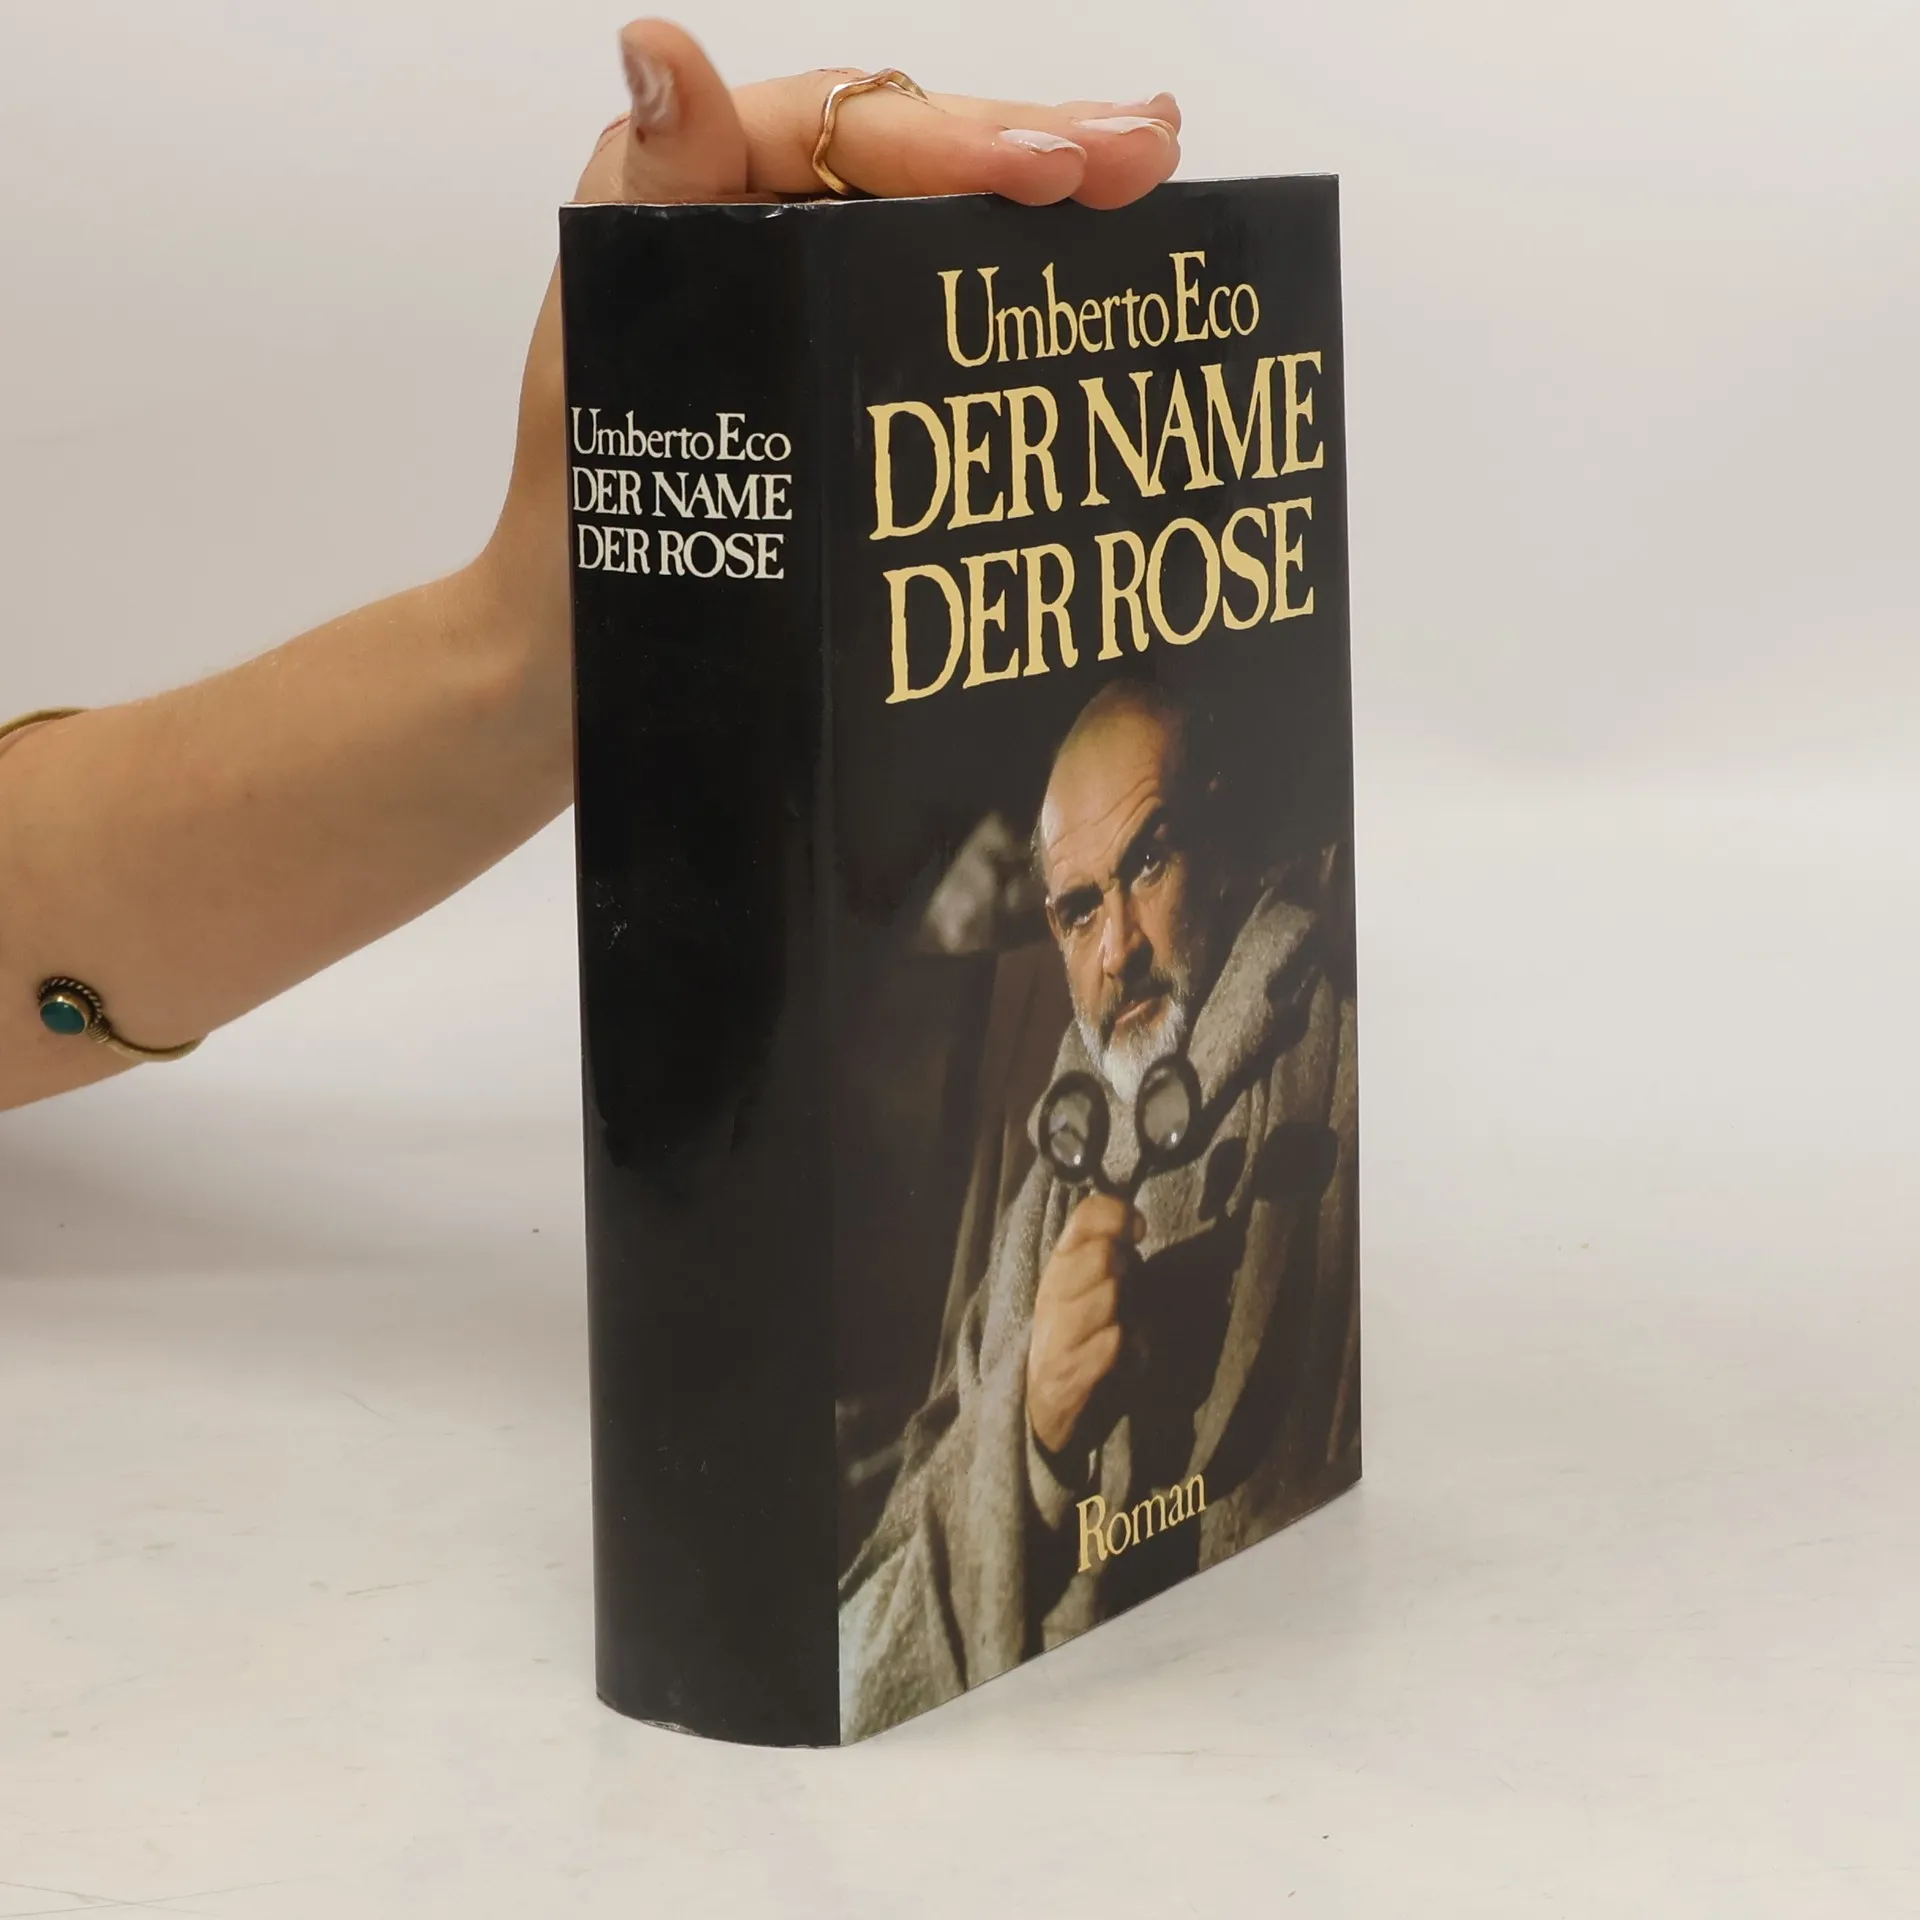 Umberto Eco
DER NAME
DER ROSE
Umberto Eco
DER NAME
DER ROSE
Roman